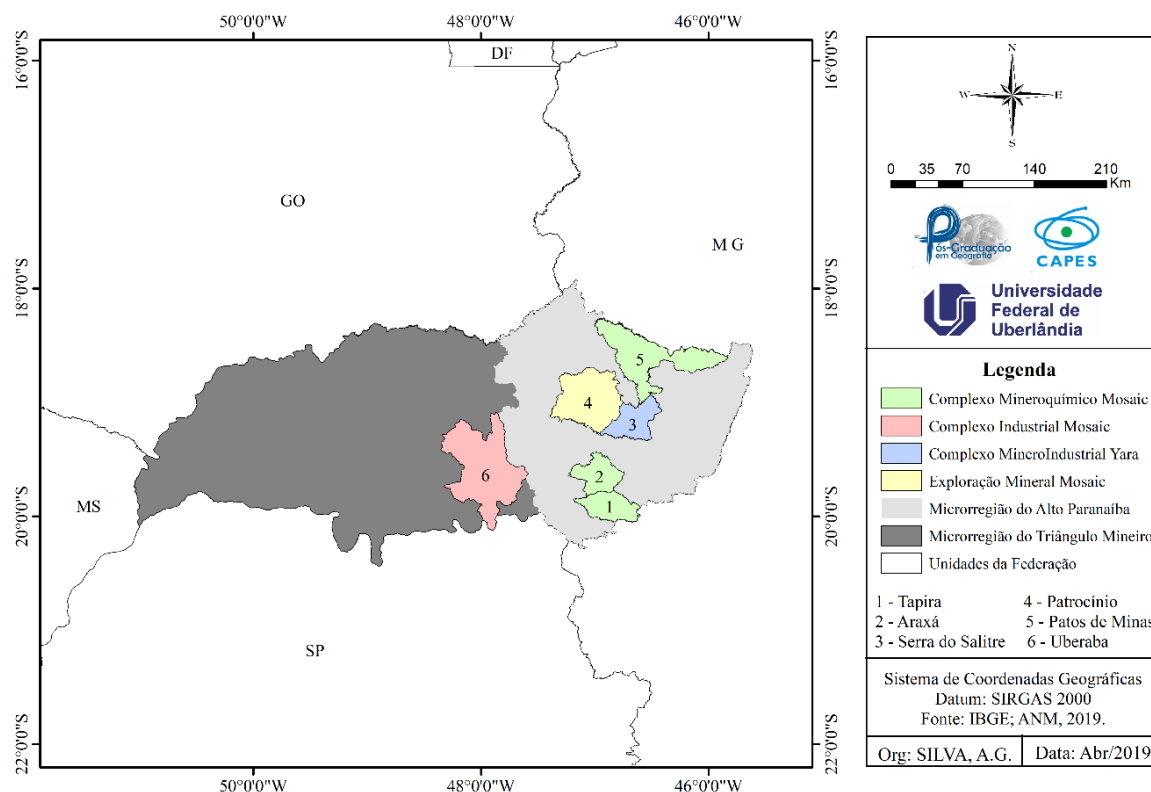 50°0'0"W 48°0'0"W 46°0'0"W
16°0'0"S 16°0'0"S
DF
GO
M G
18°0'0"S 18°0'0"S
5
4
3
2
6
1
MS
20°0'0"S 20°0'0"S
SP
22°0'0"S 22°0'0"S
50°0'0"W 48°0'0"W 46°0'0"W
N
W E
S
0 35 70 140 210
Km
Pós-Graduação
em Geografia
CAPES
Universidade
Federal de
Uberlândia
Legenda
Complexo Mineroquímico Mosaic
Complexo Industrial Mosaic
Complexo MineroIndustrial Yara
Exploração Mineral Mosaic
Microrregião do Alto Paranaíba
Microrregião do Triângulo Mineiro
Unidades da Federação
1 - Tapira 4 - Patrocínio
2 - Araxá 5 - Patos de Minas
3 - Serra do Salitre 6 - Uberaba
Sistema de Coordenadas Geográficas
Datum: SIRGAS 2000
Fonte: IBGE; ANM, 2019.
Org: SILVA, A.G. Data: Abr/2019